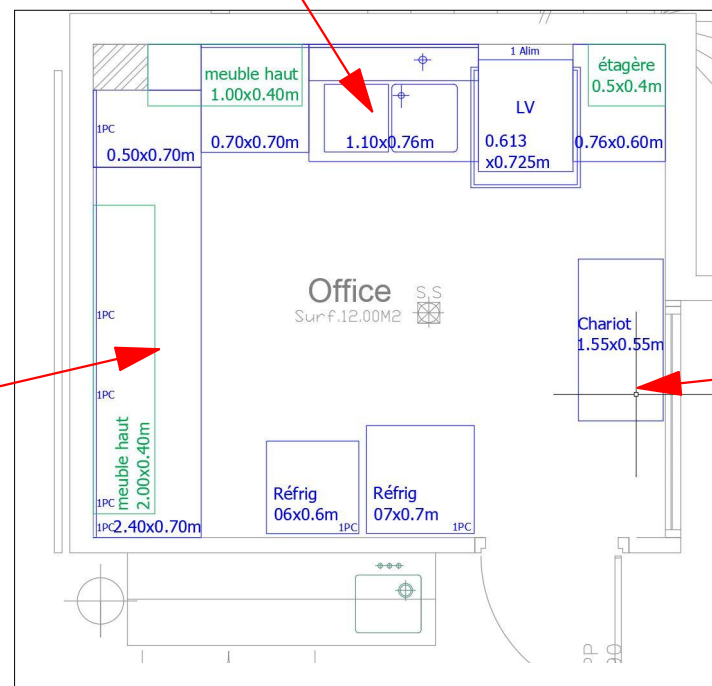 1 Alim
meuble haut
1.00x0.40m
étagère
0.5x0.4m
LV
1PC
0.50x0.70m
0.70x0.70m
1.10x0.76m
0.613
x0.725m
0.76x0.60m
Office
S.S
Surf.12.00M2
1PC
Chariot
1.55x0.55m
1PC
meuble haut
2.00x0.40m
Réfrig
06x0.6m
1PC
Réfrig
07x0.7m
1PC
1PC
1PC
2.40x0.70m